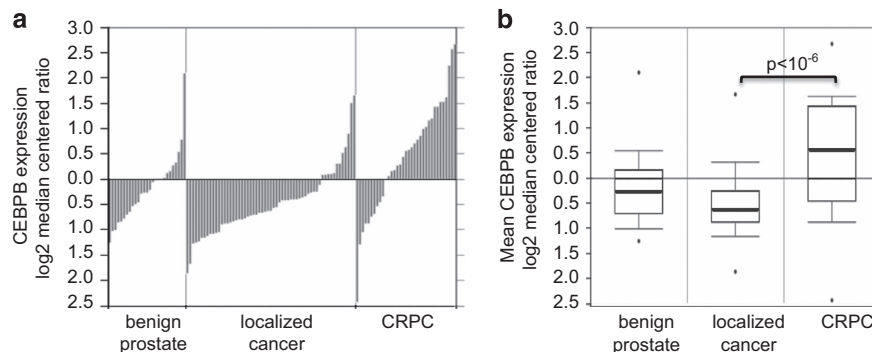 a
CEBPB expression
log2 median centered ratio
3.0
2.5
2.0
1.5
1.0
0.5
0.0
0.5
1.0
1.5
2.0
2.5
benign
prostate
localized
cancer
CRPC
b
Mean CEBPB expression
log2 median centered ratio
3.0
2.5
2.0
1.5
1.0
0.5
0.0
0.5
1.0
1.5
2.0
2.5
p<10-6
benign
prostate
localized
cancer
CRPC